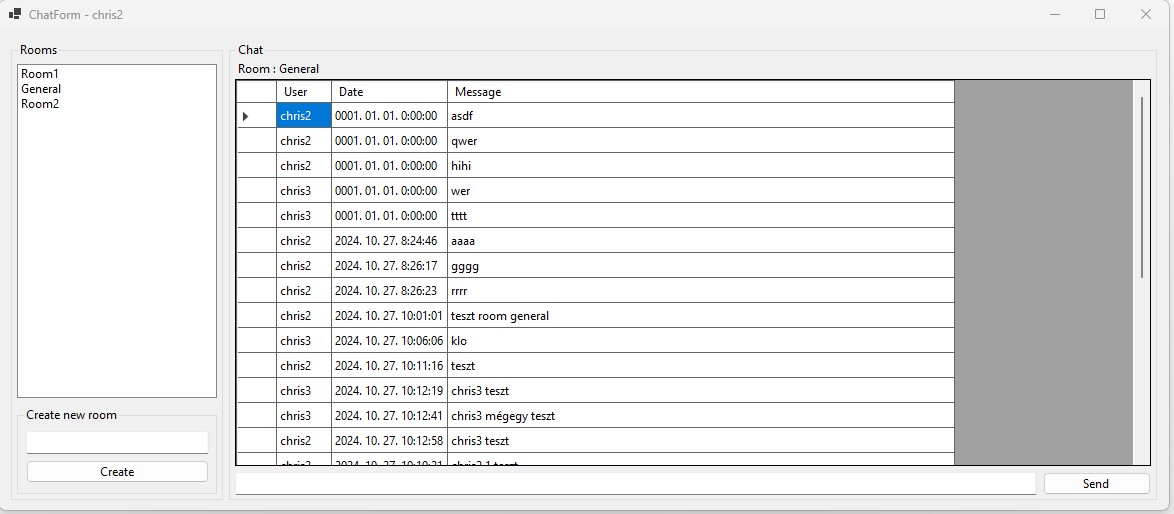 ChatForm - chris2
Rooms
Room1
General
Room2
Create new room
Create
Chat
Room : General
User Date Message
chris2 0001. 01. 01. 0:00:00 asdf
chris2 0001. 01. 01. 0:00:00 qwer
chris2 0001. 01. 01. 0:00:00 hihi
chris3 0001. 01. 01. 0:00:00 wer
chris3 0001. 01. 01. 0:00:00 tttt
chris2 2024. 10. 27. 8:24:46 aaaa
chris2 2024. 10. 27. 8:26:17 gggg
chris2 2024. 10. 27. 8:26:23 rrrr
chris2 2024. 10. 27. 10:01:01 teszt room general
chris3 2024. 10. 27. 10:06:06 klo
chris2 2024. 10. 27. 10:11:16 teszt
chris3 2024. 10. 27. 10:12:19 chris3 teszt
chris3 2024. 10. 27. 10:12:41 chris3 mégegy teszt
chris2 2024. 10. 27. 10:12:58 chris3 teszt
Send